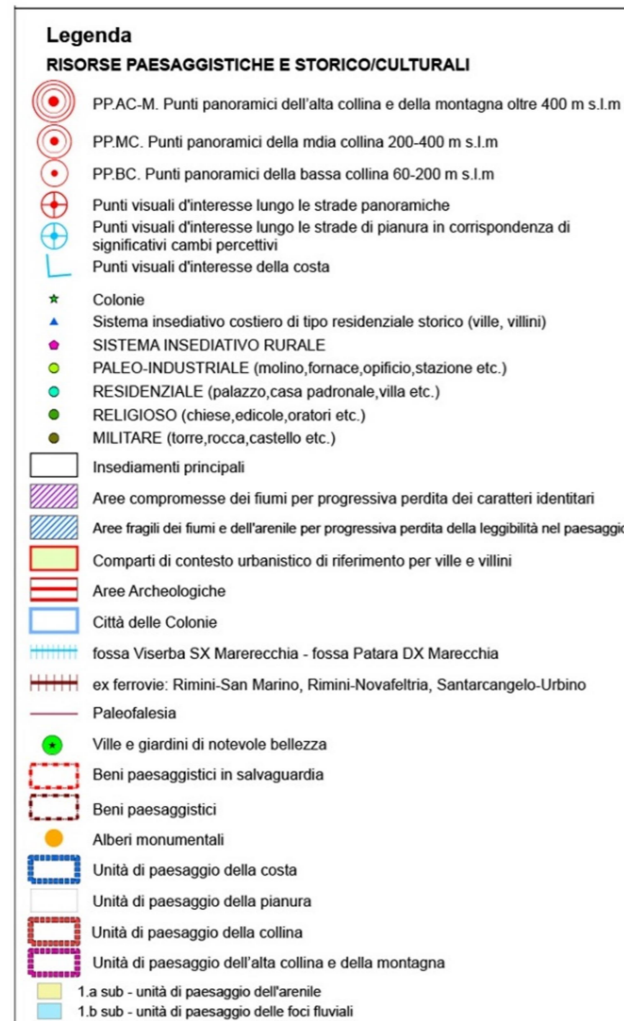 Legenda
RISORSE PAESAGGISTICHE E STORICO/CULTURALI
PP.AC-M. Punti panoramici dell'alta collina e della montagna oltre 400 m s.l.m
PP.MC. Punti panoramici della mdia collina 200-400 m s.l.m
PP.BC. Punti panoramici della bassa collina 60-200 m s.l.m
Punti visuali d'interesse lungo le strade panoramiche
Punti visuali d'interesse lungo le strade di pianura in corrispondenza di
significativi cambi percettivi
Punti visuali d'interesse della costa
Colonie
Sistema insediativo costiero di tipo residenziale storico (ville, villini)
SISTEMA INSEDIATIVO RURALE
PALEO-INDUSTRIALE (molino,fornace,opificio,stazione etc.)
RESIDENZIALE (palazzo,casa padronale,villa etc.)
RELIGIOSO (chiese,edicole,oratori etc.)
MILITARE (torre,rocca,castello etc.)
Insediamenti principali
Aree compromesse dei fiumi per progressiva perdita dei caratteri identitari
Aree fragili dei fiumi e dell'arenile per progressiva perdita della leggibilità nel paesaggio
Comparti di contesto urbanistico di riferimento per ville e villini
Aree Archeologiche
Città delle Colonie
fossa Viserba SX Marerecchia - fossa Patara DX Marecchia
ex ferrovie: Rimini-San Marino, Rimini-Novafeltria, Santarcangelo-Urbino
Paleofalesia
Ville e giardini di notevole bellezza
Beni paesaggistici in salvaguardia
Beni paesaggistici
Alberi monumentali
Unità di paesaggio della costa
Unità di paesaggio della pianura
Unità di paesaggio della collina
Unità di paesaggio dell'alta collina e della montagna
1.a sub - unità di paesaggio dell'arenile
1.b sub - unità di paesaggio delle foci fluviali